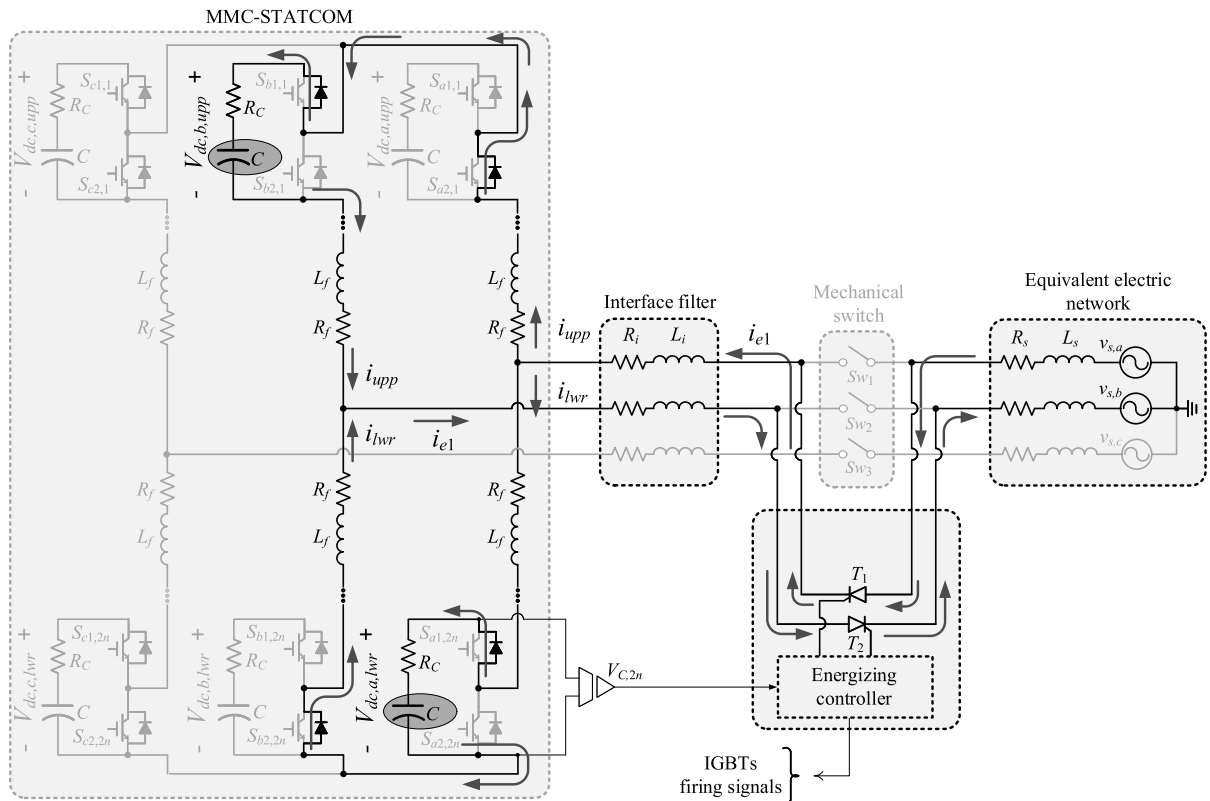 MMC-STATCOM
+ S_{c1,1} R_C V_{dc,c,upp} C S_{c2,1} -
+ S_{b1,1} R_C V_{dc,b,upp} C S_{b2,1} -
+ S_{a1,1} R_C V_{dc,a,upp} C S_{a2,1} -
L_f L_f L_f
R_f R_f R_f
i_{upp}
i_{upp}
i_{lwr}
i_{lwr}
i_{e1}
R_f R_f R_f
L_f L_f L_f
+ S_{c1,2n} R_C V_{dc,c,lwr} C S_{c2,2n} -
+ S_{b1,2n} R_C V_{dc,b,lwr} C S_{b2,2n} -
+ S_{a1,2n} R_C V_{dc,a,lwr} C S_{a2,2n} -
Interface filter
R_i L_i
i_{e1}
Mechanical
switch
Sw_1
Sw_2
Sw_3
Equivalent electric
network
R_s L_s v_{s,a}
v_{s,b}
v_{s,c}
T_1
T_2
V_{C,2n}
Energizing
controller
IGBTs
firing signals